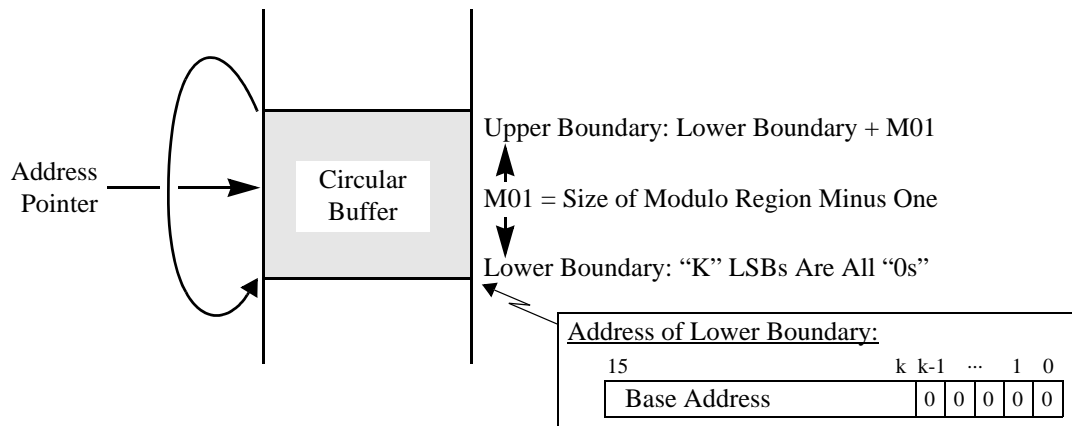 Upper Boundary: Lower Boundary + M01
Address
Pointer
Circular
Buffer
M01 = Size of Modulo Region Minus One
Lower Boundary: “K” LSBs Are All “0s”
Address of Lower Boundary:
15 k k-1 ... 1 0
Base Address 0 0 0 0 0